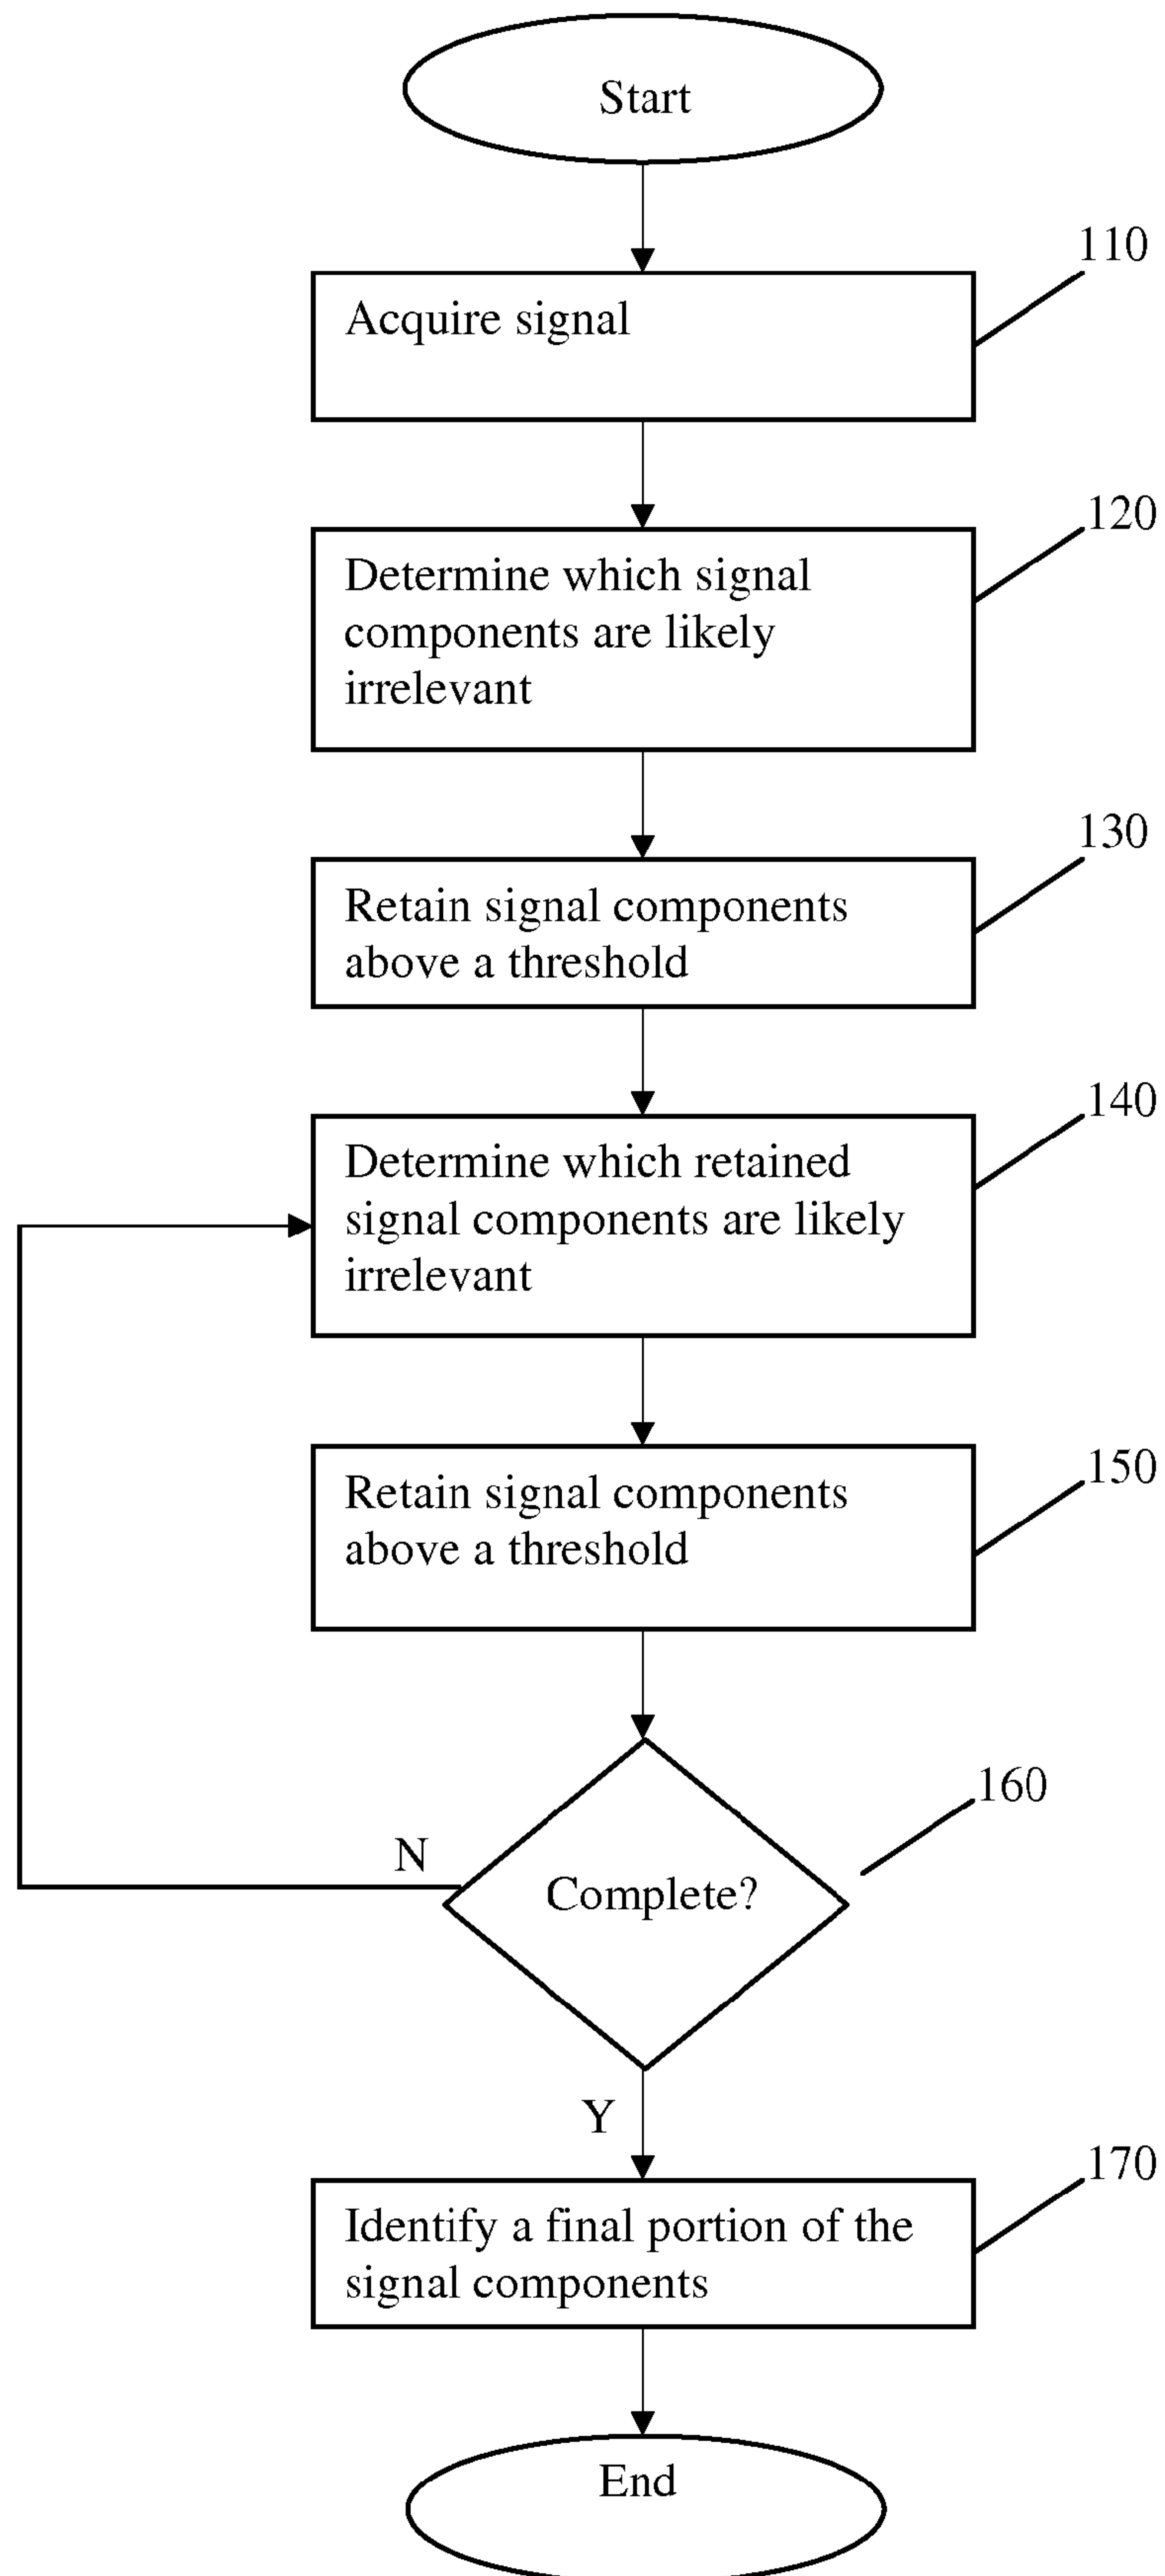 Start
110
Acquire signal
120
Determine which signal
components are likely
irrelevant
130
Retain signal components
above a threshold
140
Determine which retained
signal components are likely
irrelevant
150
Retain signal components
above a threshold
160
N
Complete?
Y
170
Identify a final portion of the
signal components
End